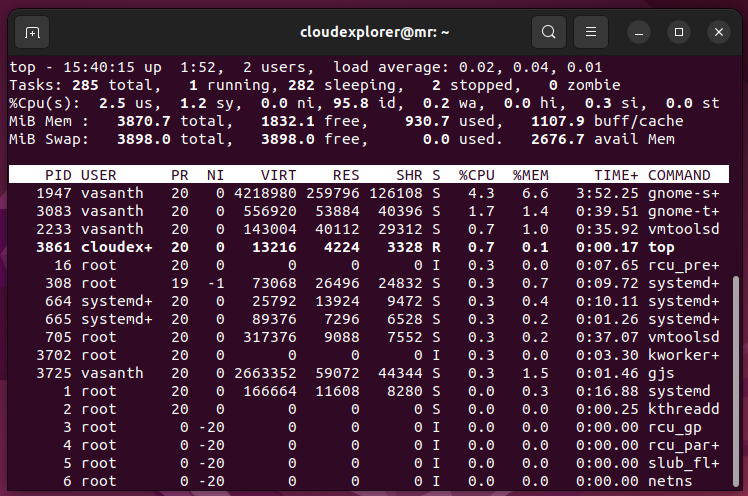 cloudexplorer@mr: ~
top - 15:40:15 up  1:52,  2 users,  load average: 0.02, 0.04, 0.01
Tasks: 285 total,   1 running, 282 sleeping,   2 stopped,   0 zombie
%Cpu(s):  2.5 us,  1.2 sy,  0.0 ni, 95.8 id,  0.2 wa,  0.0 hi,  0.3 si,  0.0 st
MiB Mem :   3870.7 total,   1832.1 free,    930.7 used,   1107.9 buff/cache
MiB Swap:   3898.0 total,   3898.0 free,      0.0 used.   2676.7 avail Mem
PID USER      PR  NI    VIRT    RES    SHR S  %CPU  %MEM     TIME+ COMMAND
1947 vasanth   20   0 4218980 259796 126108 S   4.3   6.6   3:52.25 gnome-s+
3083 vasanth   20   0  556920  53884  40396 S   1.7   1.4   0:39.51 gnome-t+
2233 vasanth   20   0  143004  40112  29312 S   0.7   1.0   0:35.92 vmtoolsd
3861 cloudex+  20   0   13216   4224   3328 R   0.7   0.1   0:00.17 top
16 root      20   0       0      0      0 I   0.3   0.0   0:07.65 rcu_pre+
308 root      19  -1   73068  26496  24832 S   0.3   0.7   0:09.72 systemd+
664 systemd+  20   0   25792  13924   9472 S   0.3   0.4   0:10.11 systemd+
665 systemd+  20   0   89376   7296   6528 S   0.3   0.2   0:01.26 systemd+
705 root      20   0  317376   9088   7552 S   0.3   0.2   0:37.07 vmtoolsd
3702 root      20   0       0      0      0 I   0.3   0.0   0:03.30 kworker+
3725 vasanth   20   0 2663352  59072  44344 S   0.3   1.5   0:01.46 gjs
1 root      20   0  166664  11608   8280 S   0.0   0.3   0:16.88 systemd
2 root      20   0       0      0      0 S   0.0   0.0   0:00.25 kthreadd
3 root       0 -20       0      0      0 I   0.0   0.0   0:00.00 rcu_gp
4 root       0 -20       0      0      0 I   0.0   0.0   0:00.00 rcu_par+
5 root       0 -20       0      0      0 I   0.0   0.0   0:00.00 slub_fl+
6 root       0 -20       0      0      0 I   0.0   0.0   0:00.00 netns